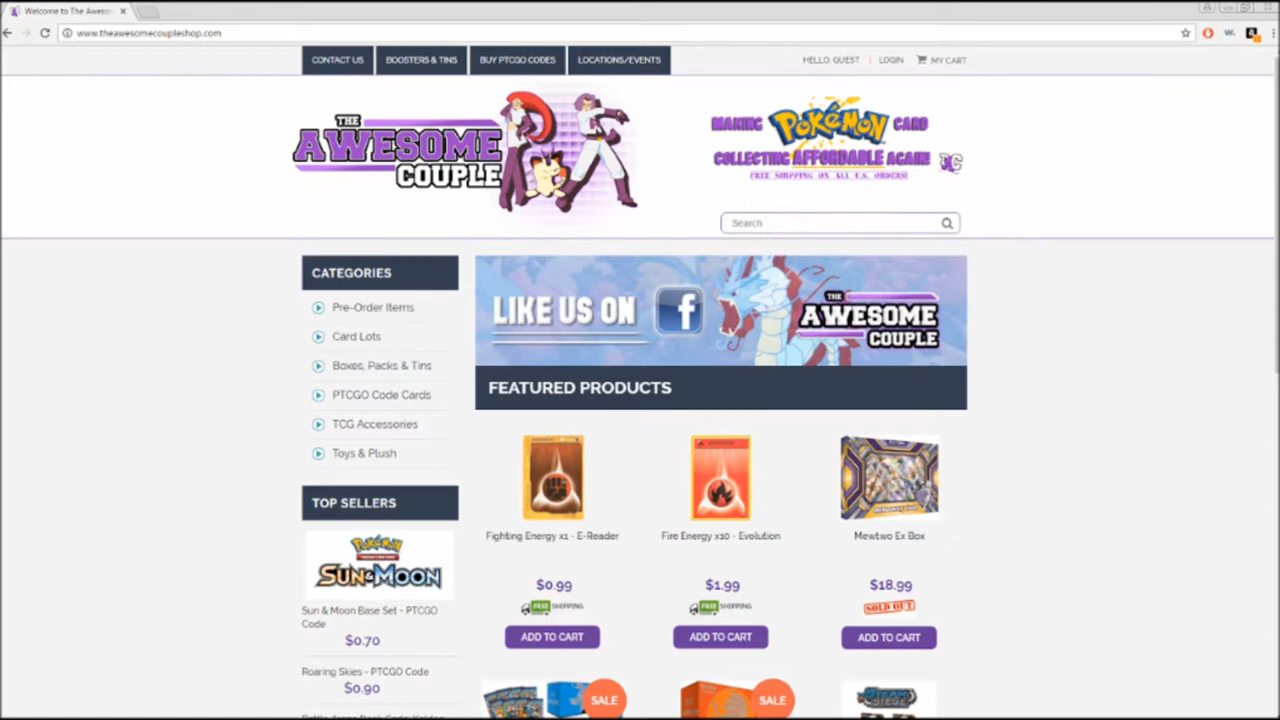 Welcome to The Aweso
www.theawesomecoupleshop.com
CONTACT US
BOOSTERS & TINS
BUY PTCGO CODES
LOCATIONS/EVENTS
HELLO, GUEST
LOGIN
MY CART
THE
AWESOME
COUPLE
MAKING POKéMON CARD
COLLECTING AFFORDABLE AGAIN!
FREE SHIPPING ON ALL U.S. ORDERS!
Search
CATEGORIES
Pre-Order Items
Card Lots
Boxes, Packs & Tins
PTCGO Code Cards
TCG Accessories
Toys & Plush
TOP SELLERS
POKéMON
SUN & MOON
Sun & Moon Base Set - PTCGO
Code
$0.70
Roaring Skies - PTCGO Code
$0.90
LIKE US ON f
THE
AWESOME
COUPLE
FEATURED PRODUCTS
Fighting Energy x1 - E-Reader
$0.99
FREE SHIPPING
ADD TO CART
Fire Energy x10 - Evolution
$1.99
FREE SHIPPING
ADD TO CART
Mewtwo Ex Box
$18.99
SOLD OUT
ADD TO CART
SALE
SALE
STEAM
SIEGE